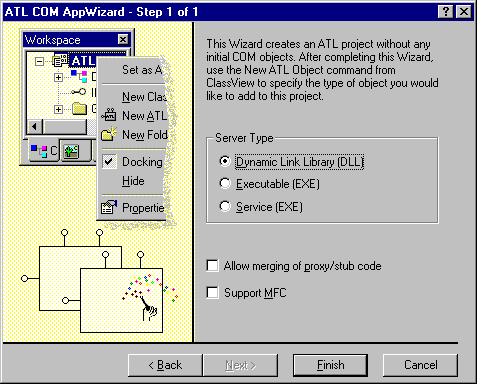 ATL COM AppWizard - Step 1 of 1
Workspace
ATL
Set as A
New Clas
New ATL
New Fold
Docking
Hide
Propertie
C
This Wizard creates an ATL project without any
initial COM objects. After completing this Wizard,
use the New ATL Object command from
ClassView to specify the type of object you would
like to add to this project.
Server Type
Dynamic Link Library (DLL)
Executable (EXE)
Service (EXE)
Allow merging of proxy/stub code
Support MFC
< Back
Next >
Finish
Cancel